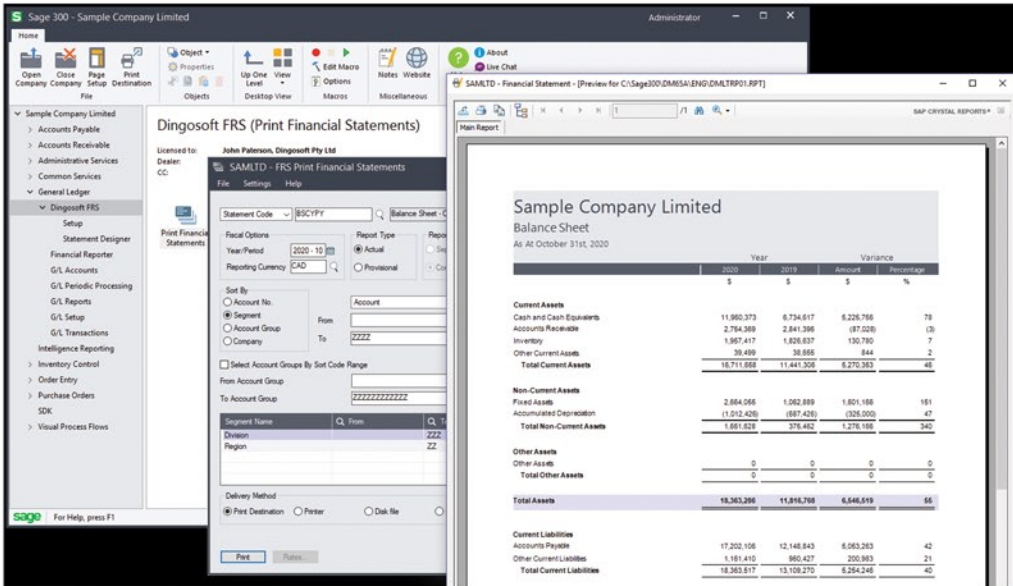 Sage 300 - Sample Company Limited
Administrator
Home
Open Company
Close Company
Page Setup
Print Destination
File
Object
Properties
Objects
Up One Level
View
Desktop View
Edit Macro
Options
Macros
Notes
Website
Miscellaneous
About
Live Chat
Sample Company Limited
Accounts Payable
Accounts Receivable
Administrative Services
Common Services
General Ledger
Dingosoft FRS
Setup
Statement Designer
Financial Reporter
G/L Accounts
G/L Periodic Processing
G/L Reports
G/L Setup
G/L Transactions
Intelligence Reporting
Inventory Control
Order Entry
Purchase Orders
SDK
Visual Process Flows
sage For Help, press F1
Dingosoft FRS (Print Financial Statements)
Licensed to: John Paterson, Dingosoft Pty Ltd
Dealer:
CC:
Print Financia
Statements
SAMLTD - FRS Print Financial Statements
File Settings Help
Statement Code BSCYPY Balance Sheet - C
Fiscal Options
Year/Period 2020 - 10
Reporting Currency CAD
Report Type
Actual
Provisional
Repo
Sort By
Account No.
Segment
Account Group
Company
Account
From
To ZZZZ
Select Account Groups By Sort Code Range
From Account Group
To Account Group ZZZZZZZZZZZZ
Segment Name From
Division ZZZ
Region ZZ
Delivery Method
Print Destination Printer Disk file
Print Rates...
SAMLTD - Financial Statement - [Preview for C:\Sage300\DM65A\ENG\DMLTRP01.RPT]
1 /1 SAP CRYSTAL REPORTS
Main Report
Sample Company Limited
Balance Sheet
As At October 31st, 2020
Year Variance
2020 2019 Amount Percentage
$ $ $ %
Current Assets
Cash and Cash Equivalents 11,960,373 6,734,617 5,225,756 78
Accounts Receivable 2,754,369 2,841,396 (87,028) (3)
Inventory 1,957,417 1,826,637 130,780 7
Other Current Assets 39,499 38,655 844 2
Total Current Assets 16,711,658 11,441,306 5,270,353 46
Non-Current Assets
Fixed Assets 2,664,055 1,062,889 1,601,166 151
Accumulated Depreciation (1,012,426) (687,426) (325,000) 47
Total Non-Current Assets 1,651,628 375,462 1,276,166 340
Other Assets
Other Assets 0 0 0 0
Total Other Assets 0 0 0 0
Total Assets 18,363,286 11,816,768 6,546,519 55
Current Liabilities
Accounts Payable 17,202,106 12,148,843 5,053,263 42
Other Current Liabilities 1,161,410 960,427 200,983 21
Total Current Liabilities 18,363,517 13,109,270 5,254,246 40